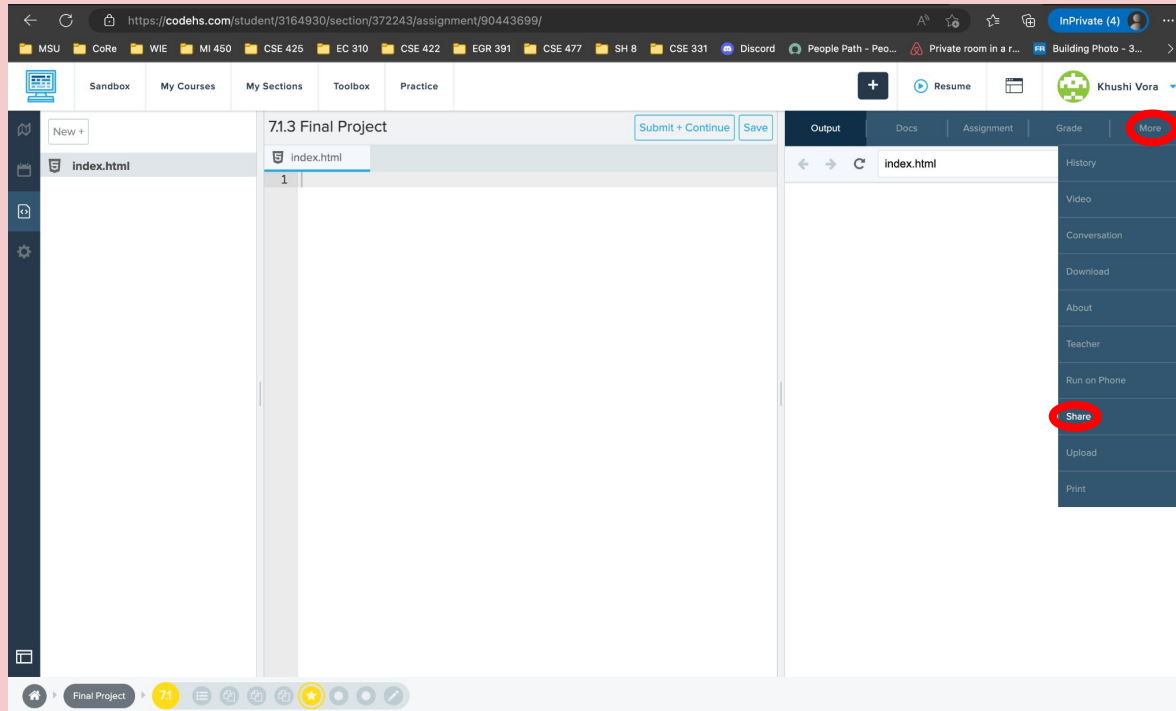 https://codehs.com/student/3164930/section/372243/assignment/90443699/
InPrivate (4)
MSU CoRe WIE MI 450 CSE 425 EC 310 CSE 422 EGR 391 CSE 477 SH 8 CSE 331 Discord People Path - Peo... Private room in a r... FR Building Photo - 3...
Sandbox My Courses My Sections Toolbox Practice + Resume Khushi Vora
New +
index.html
7.1.3 Final Project Submit + Continue Save
index.html
1
Output Docs Assignment Grade More
index.html
History
Video
Conversation
Download
About
Teacher
Run on Phone
Share
Upload
Print
Final Project 7.1